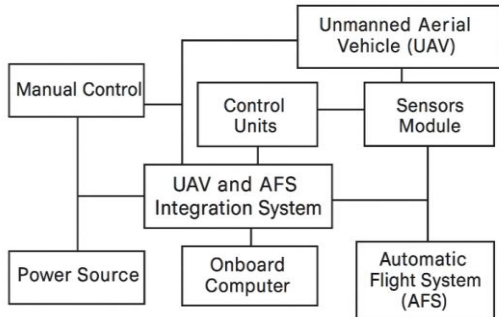 Unmanned Aerial
Vehicle (UAV)
Manual Control
Control
Units
Sensors
Module
UAV and AFS
Integration System
Power Source
Onboard
Computer
Automatic
Flight System
(AFS)